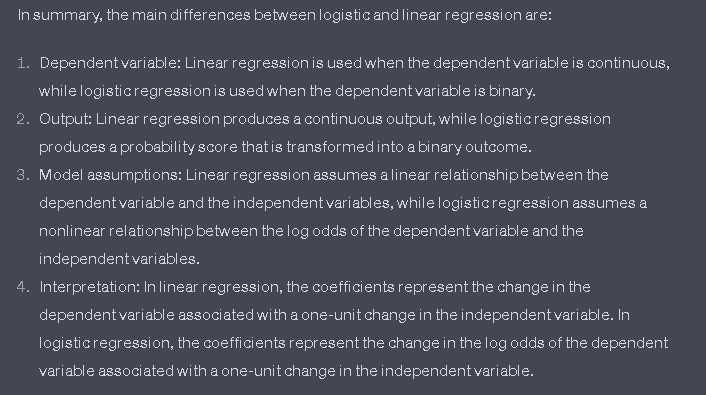 In summary, the main differences between logistic and linear regression are:
1. Dependent variable: Linear regression is used when the dependent variable is continuous,
while logistic regression is used when the dependent variable is binary.
2. Output: Linear regression produces a continuous output, while logistic regression
produces a probability score that is transformed into a binary outcome.
3. Model assumptions: Linear regression assumes a linear relationship between the
dependent variable and the independent variables, while logistic regression assumes a
nonlinear relationship between the log odds of the dependent variable and the
independent variables.
4. Interpretation: In linear regression, the coefficients represent the change in the
dependent variable associated with a one-unit change in the independent variable. In
logistic regression, the coefficients represent the change in the log odds of the dependent
variable associated with a one-unit change in the independent variable.